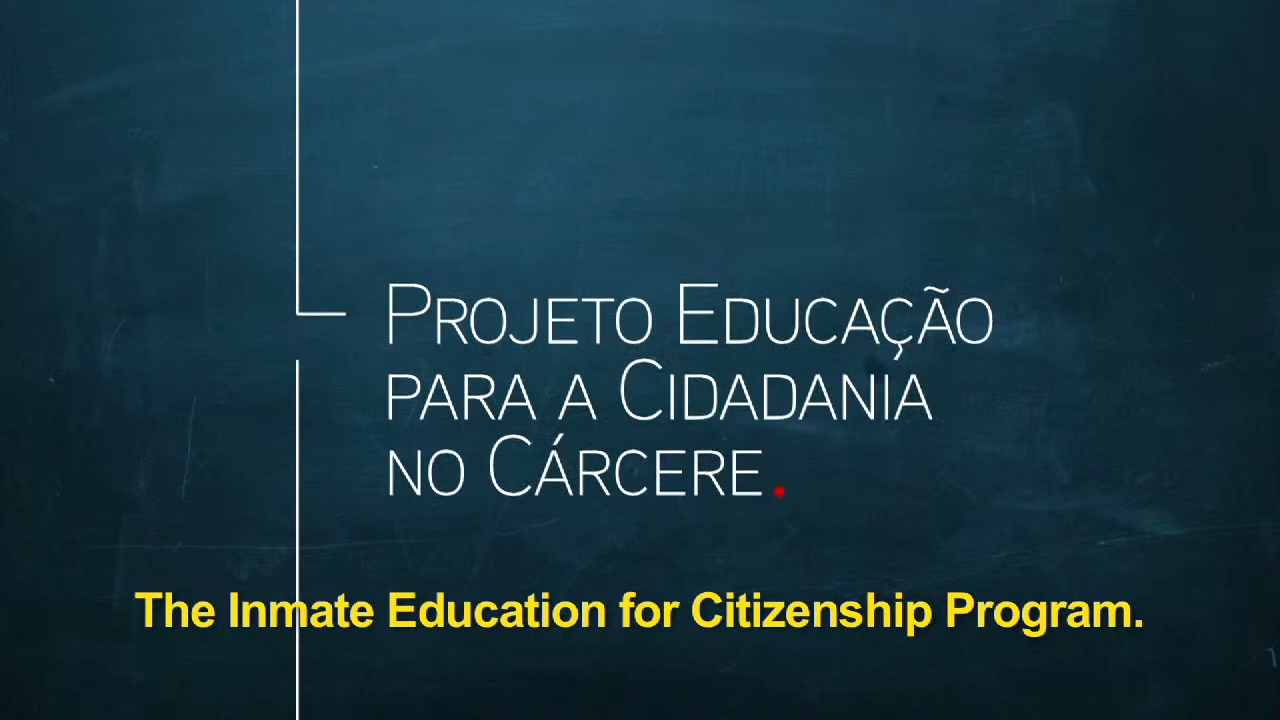 PROJETO EDUCAÇÃO
PARA A CIDADANIA
NO CÁRCERE.
The Inmate Education for Citizenship Program.